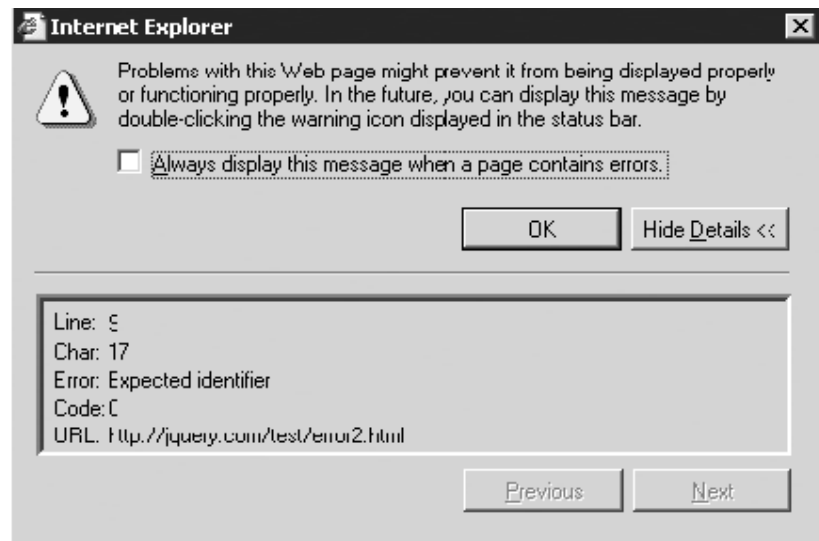 Internet Explorer
Problems with this Web page might prevent it from being displayed properly
or functioning properly. In the future, you can display this message by
double-clicking the warning icon displayed in the status bar.
Always display this message when a page contains errors.
OK
Hide Details <<
Line: 9
Char: 17
Error: Expected identifier
Code: 0
URL: http://jquery.com/test/error2.html
Previous
Next